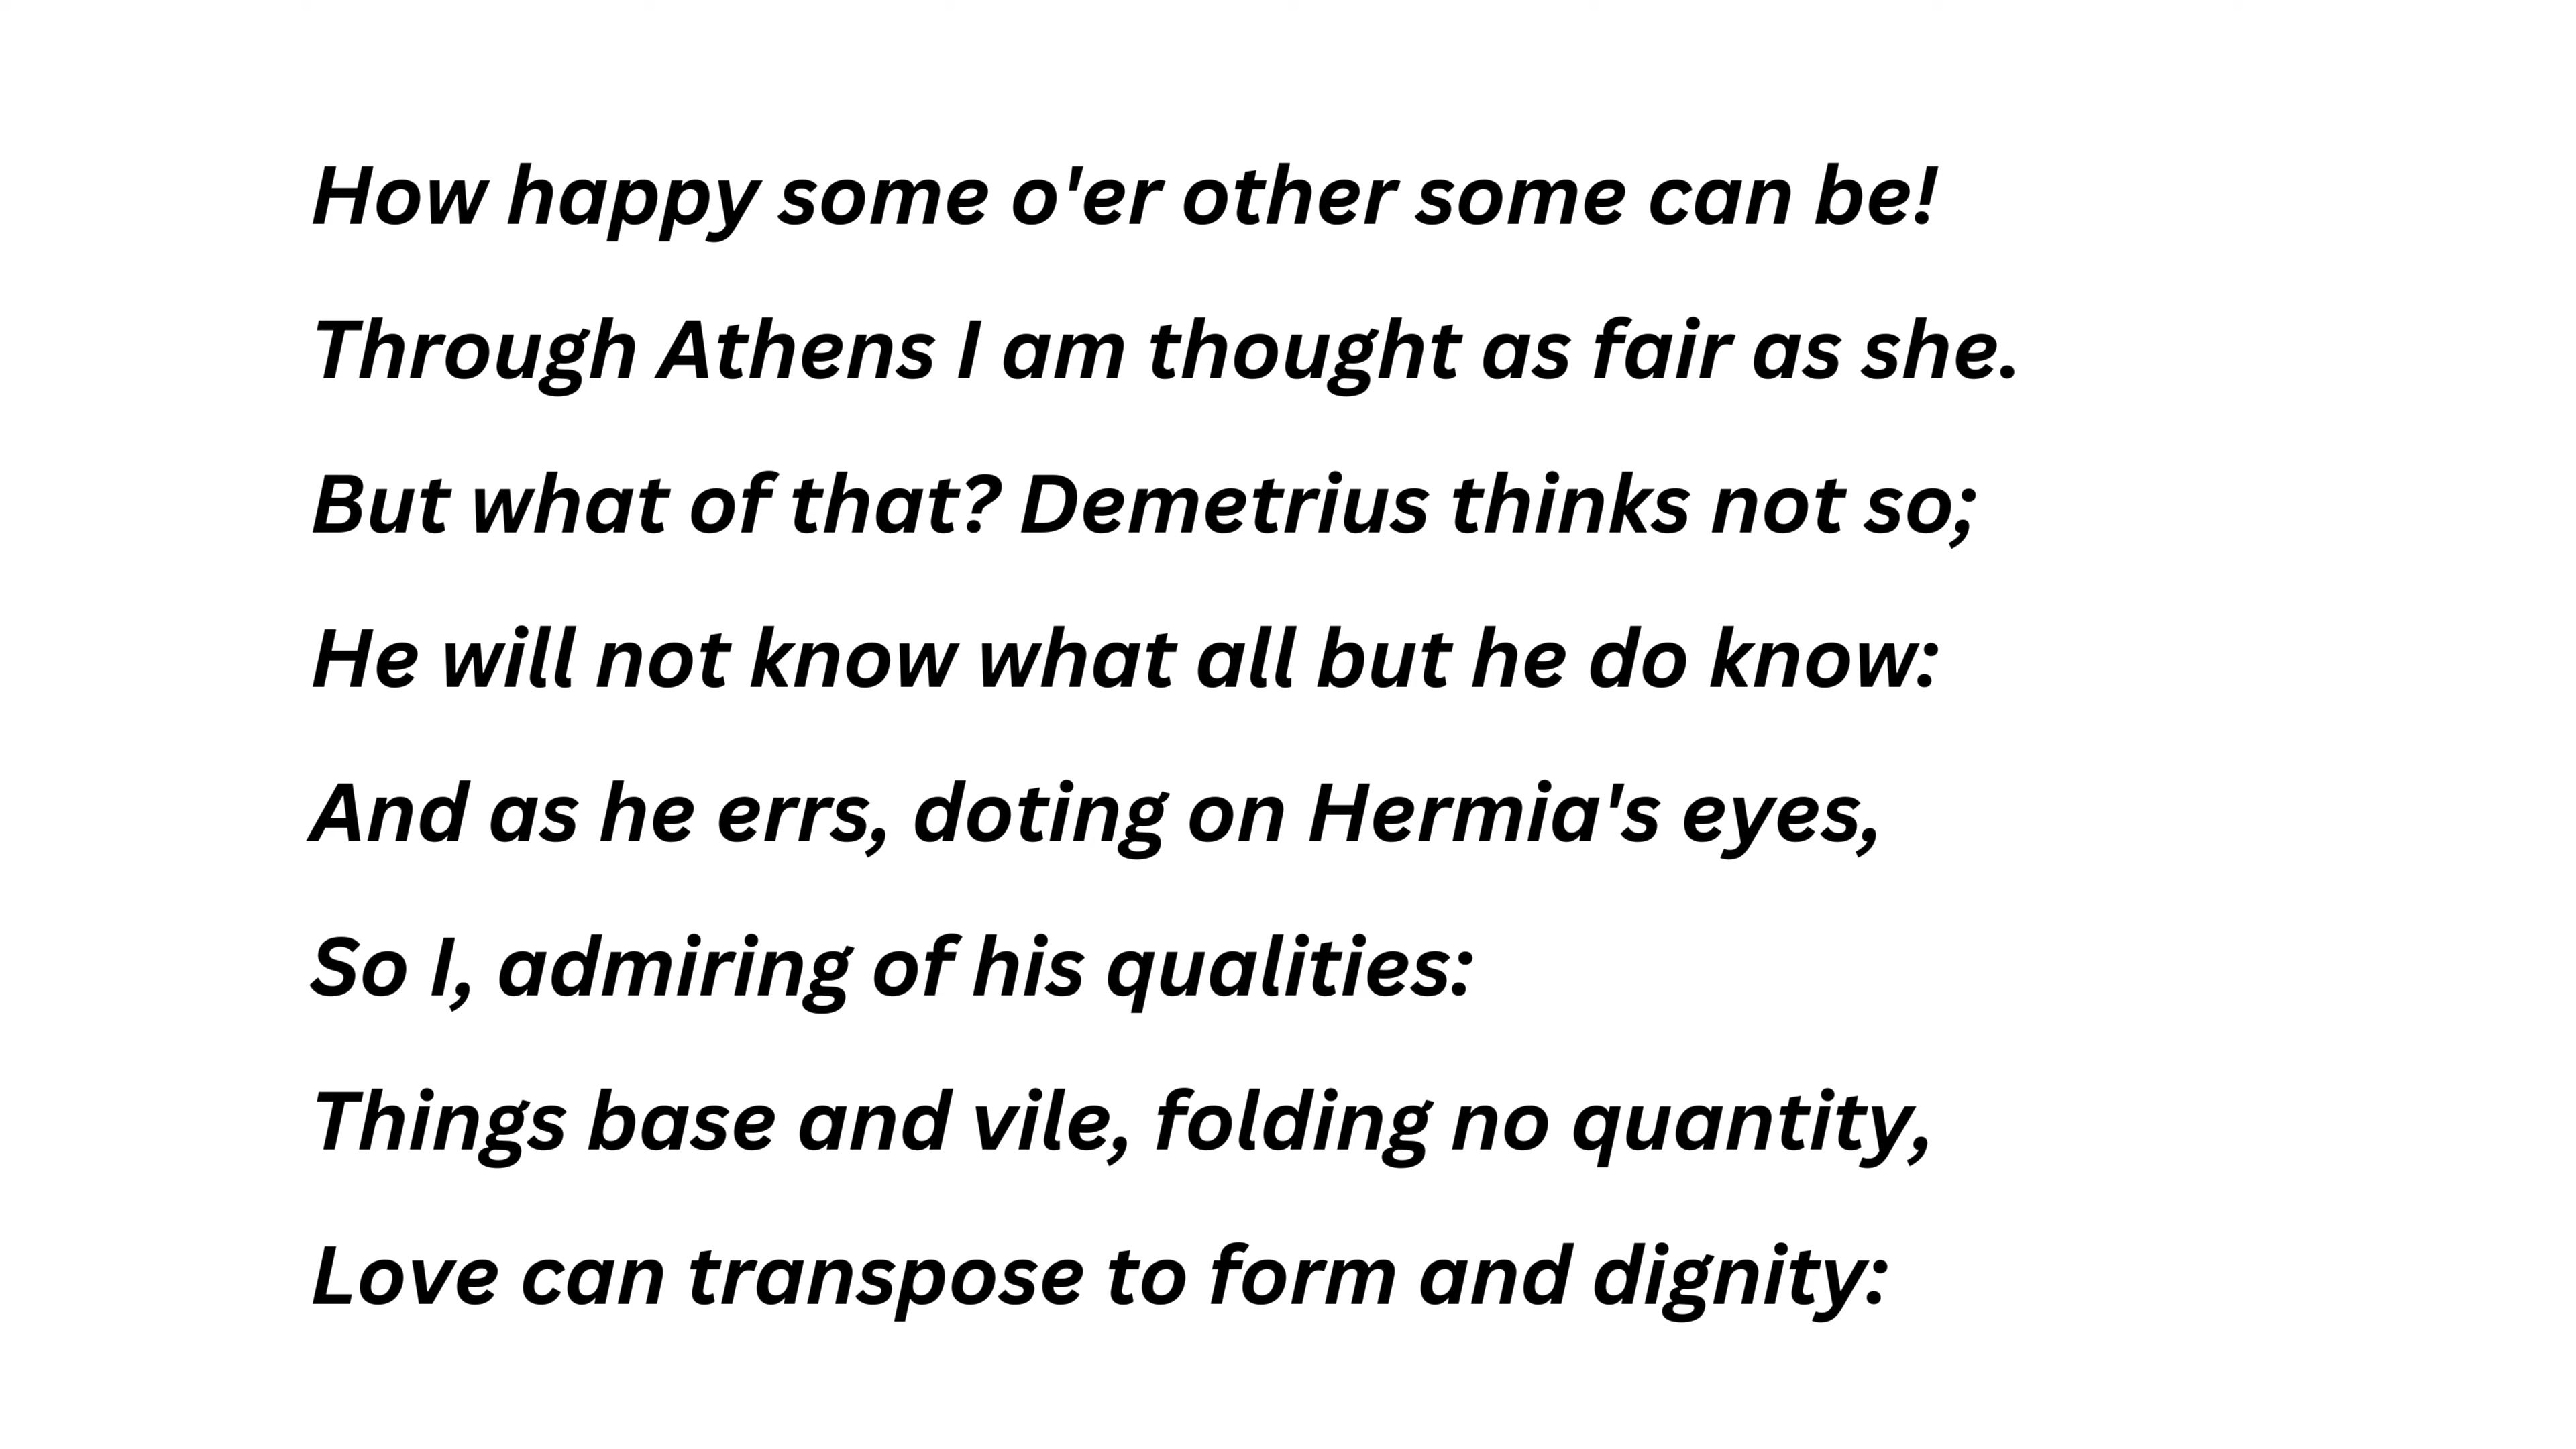 How happy some o'er other some can be!
Through Athens I am thought as fair as she.
But what of that? Demetrius thinks not so;
He will not know what all but he do know:
And as he errs, doting on Hermia's eyes,
So I, admiring of his qualities:
Things base and vile, folding no quantity,
Love can transpose to form and dignity: